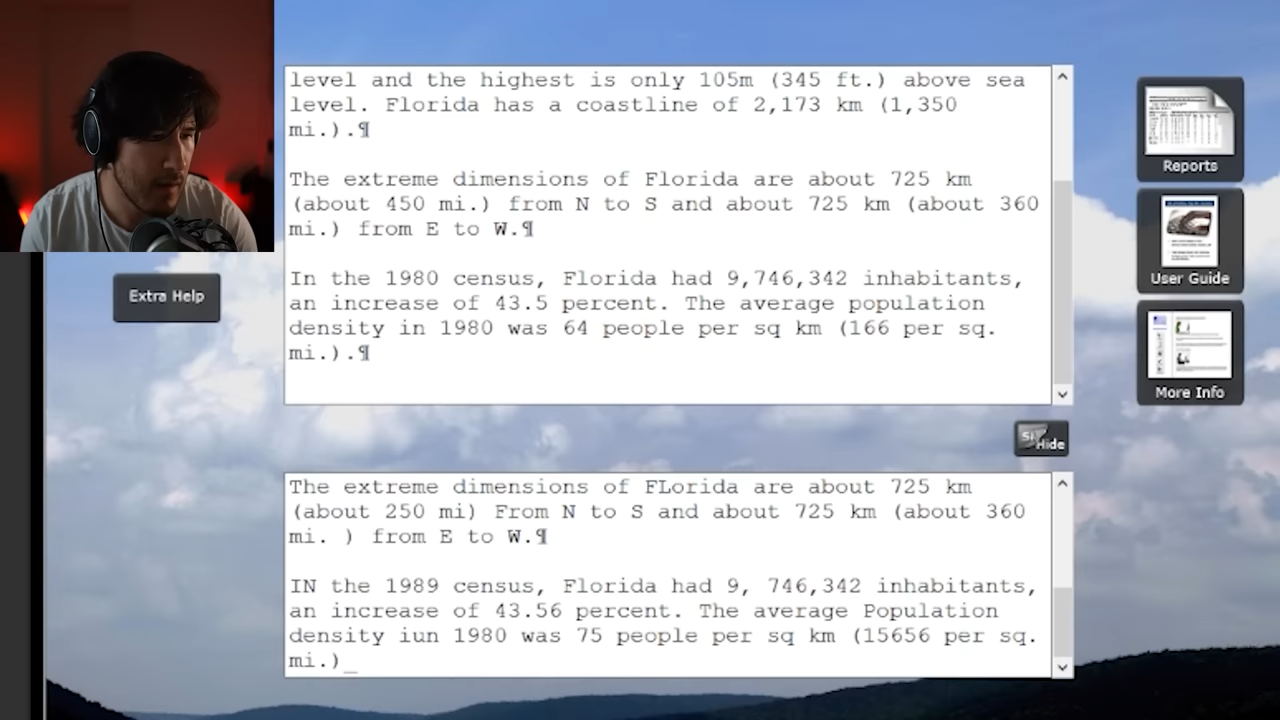 level and the highest is only 105m (345 ft.) above sea
level. Florida has a coastline of 2,173 km (1,350
mi.).¶
The extreme dimensions of Florida are about 725 km
(about 450 mi.) from N to S and about 725 km (about 360
mi.) from E to W.¶
In the 1980 census, Florida had 9,746,342 inhabitants,
an increase of 43.5 percent. The average population
density in 1980 was 64 people per sq km (166 per sq.
mi.).¶
Reports
User Guide
More Info
Extra Help
Hide
The extreme dimensions of FLorida are about 725 km
(about 250 mi) From N to S and about 725 km (about 360
mi. ) from E to W.¶
IN the 1989 census, Florida had 9, 746,342 inhabitants,
an increase of 43.56 percent. The average Population
density iun 1980 was 75 people per sq km (15656 per sq.
mi.)_